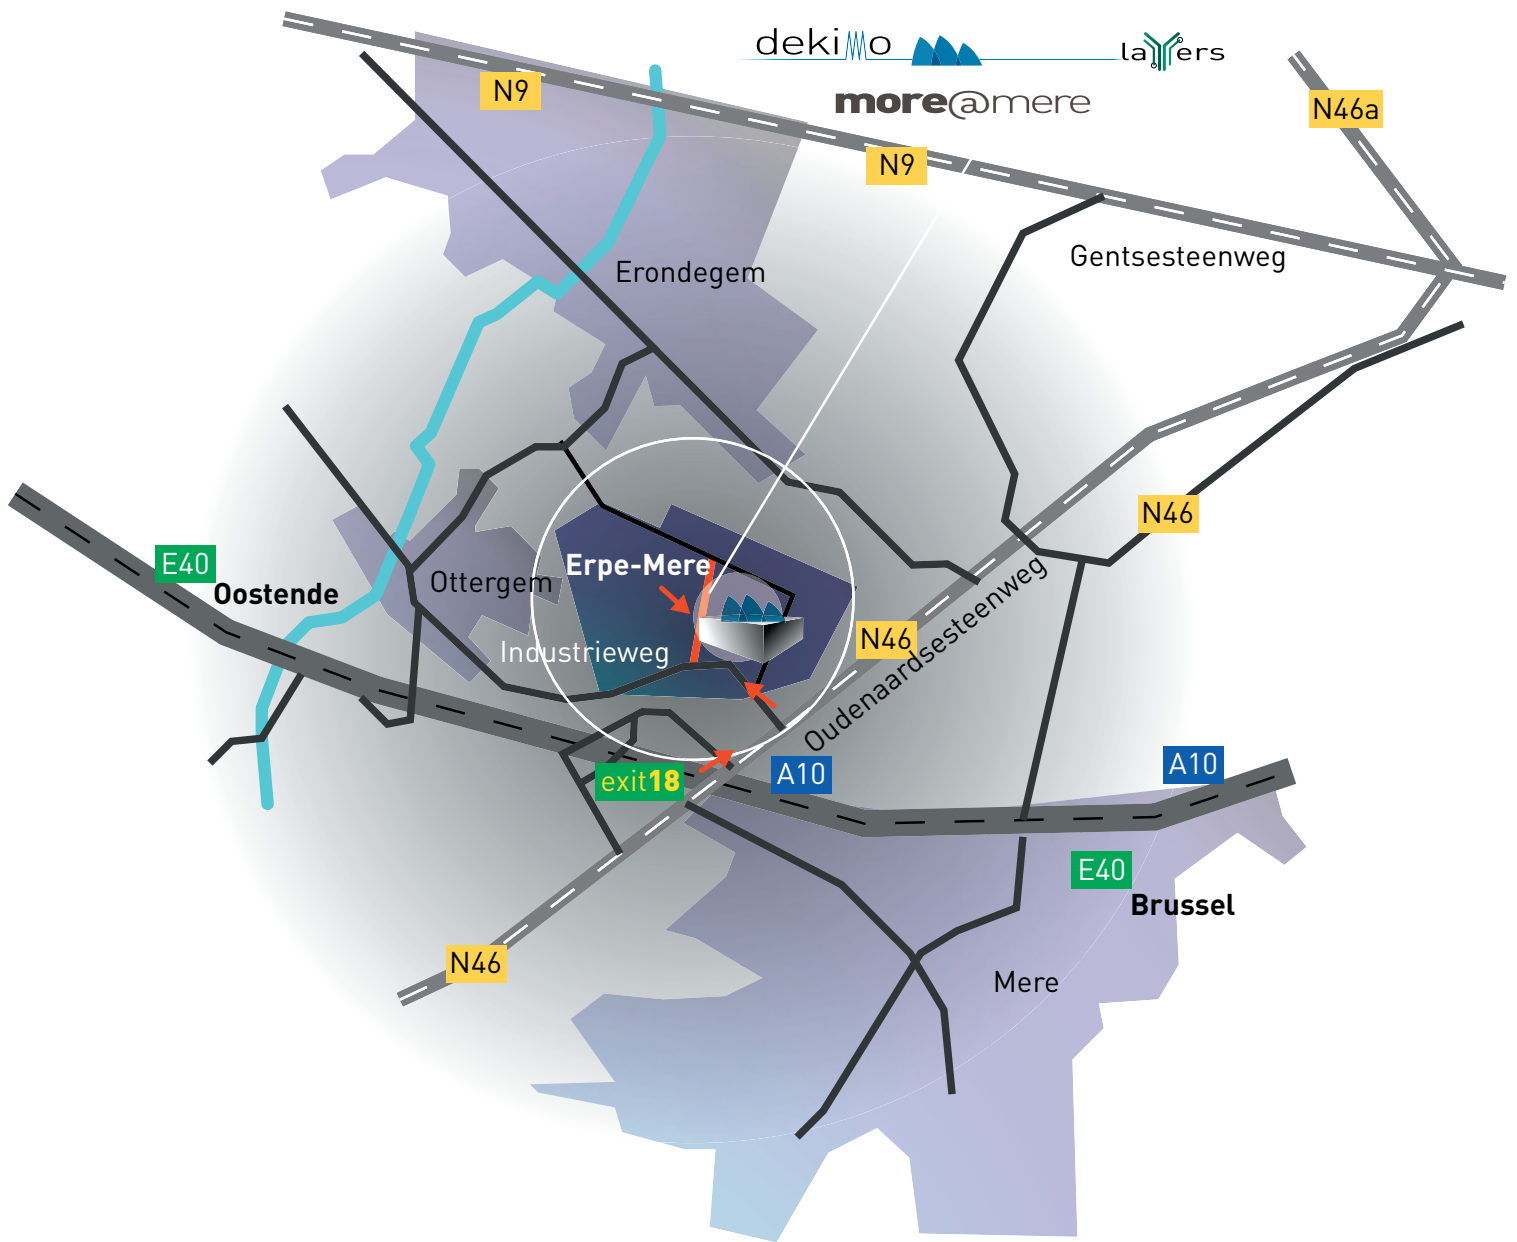 dekimo
layers
more@mere
N9
N46a
N9
Gentsesteenweg
Erondegem
N46
E40
Oostende
Ottergem
Erpe-Mere
Industrieweg
N46
Oudenaardsesteenweg
exit18
A10
A10
E40
Brussel
N46
Mere